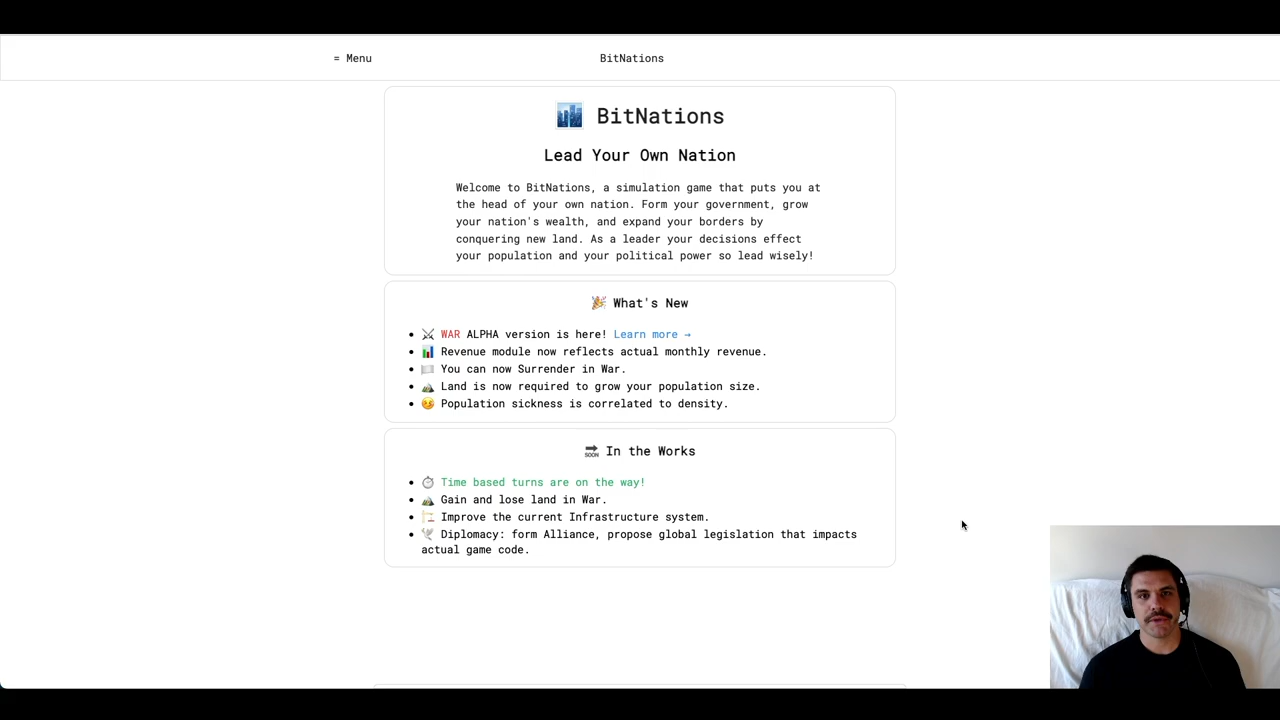 = Menu
BitNations
BitNations
Lead Your Own Nation
Welcome to BitNations, a simulation game that puts you at
the head of your own nation. Form your government, grow
your nation's wealth, and expand your borders by
conquering new land. As a leader your decisions effect
your population and your political power so lead wisely!
What's New
WAR ALPHA version is here! Learn more →
Revenue module now reflects actual monthly revenue.
You can now Surrender in War.
Land is now required to grow your population size.
Population sickness is correlated to density.
SOON In the Works
Time based turns are on the way!
Gain and lose land in War.
Improve the current Infrastructure system.
Diplomacy: form Alliance, propose global legislation that impacts
actual game code.